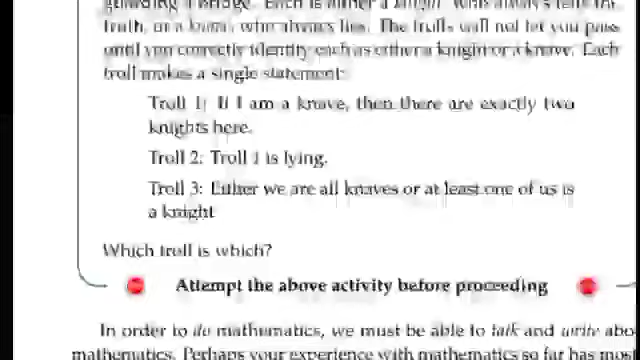 guarding a bridge. Each is either a knight, who always tells the
truth, or a knave, who always lies. The trolls will not let you pass
until you correctly identify each as either a knight or a knave. Each
troll makes a single statement:
Troll 1: If I am a knave, then there are exactly two
knights here.
Troll 2: Troll 1 is lying.
Troll 3: Either we are all knaves or at least one of us is
a knight
Which troll is which?
Attempt the above activity before proceeding
In order to do mathematics, we must be able to talk and write abo
mathematics. Perhaps your experience with mathematics so far has most